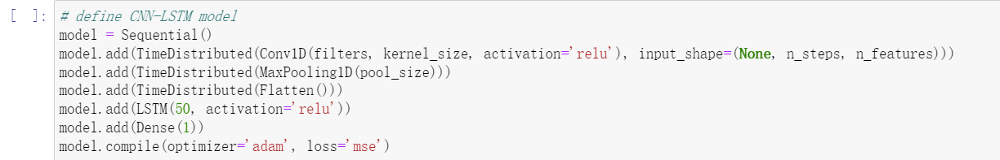 [ ]: # define CNN-LSTM model
model = Sequential()
model.add(TimeDistributed(Conv1D(filters, kernel_size, activation='relu'), input_shape=(None, n_steps, n_features)))
model.add(TimeDistributed(MaxPooling1D(pool_size)))
model.add(TimeDistributed(Flatten()))
model.add(LSTM(50, activation='relu'))
model.add(Dense(1))
model.compile(optimizer='adam', loss='mse')